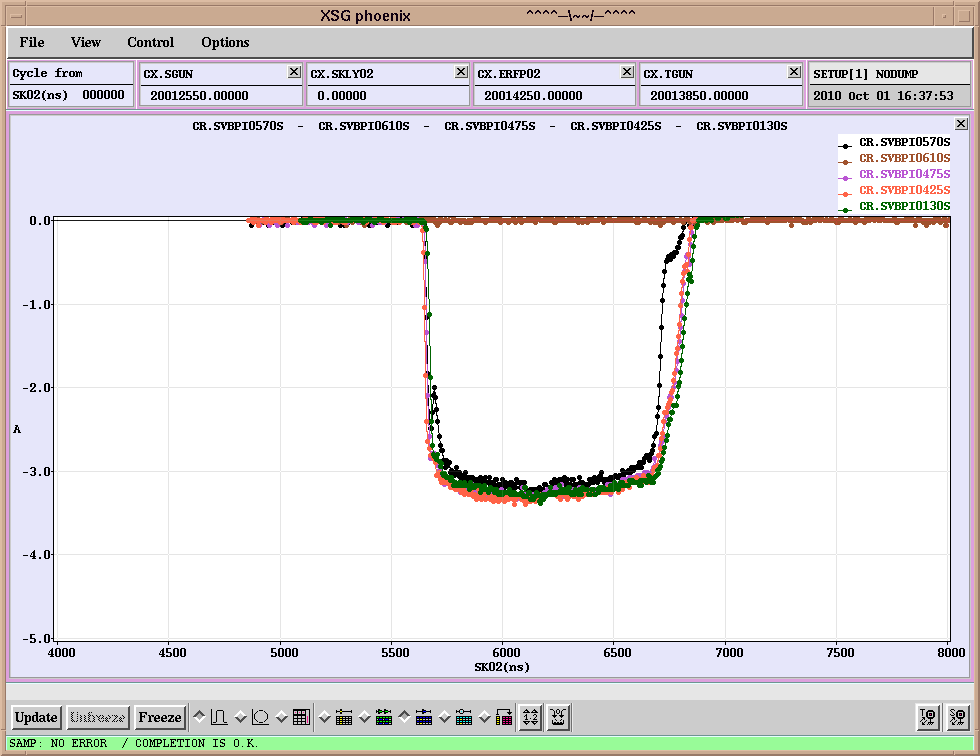 XSG phoenix ^^^^—\~~/—^^^^
File View Control Options
Cycle from CX.SGUN CX.SKLY02 CX.ERFP02 CX.TGUN SETUP[1] NODUMP
SK02(ns) 000000 20012550.00000 0.00000 20014250.00000 20013850.00000 2010 Oct 01 16:37:53
CR.SVBPI0570S - CR.SVBPI0610S - CR.SVBPI0475S - CR.SVBPI0425S - CR.SVBPI0130S
CR.SVBPI0570S
CR.SVBPI0610S
CR.SVBPI0475S
CR.SVBPI0425S
CR.SVBPI0130S
0.0
-1.0
-2.0
A
-3.0
-4.0
-5.0
4000 4500 5000 5500 6000 6500 7000 7500 8000
SK02(ns)
Update Unfreeze Freeze
SAMP: NO ERROR / COMPLETION IS O.K.